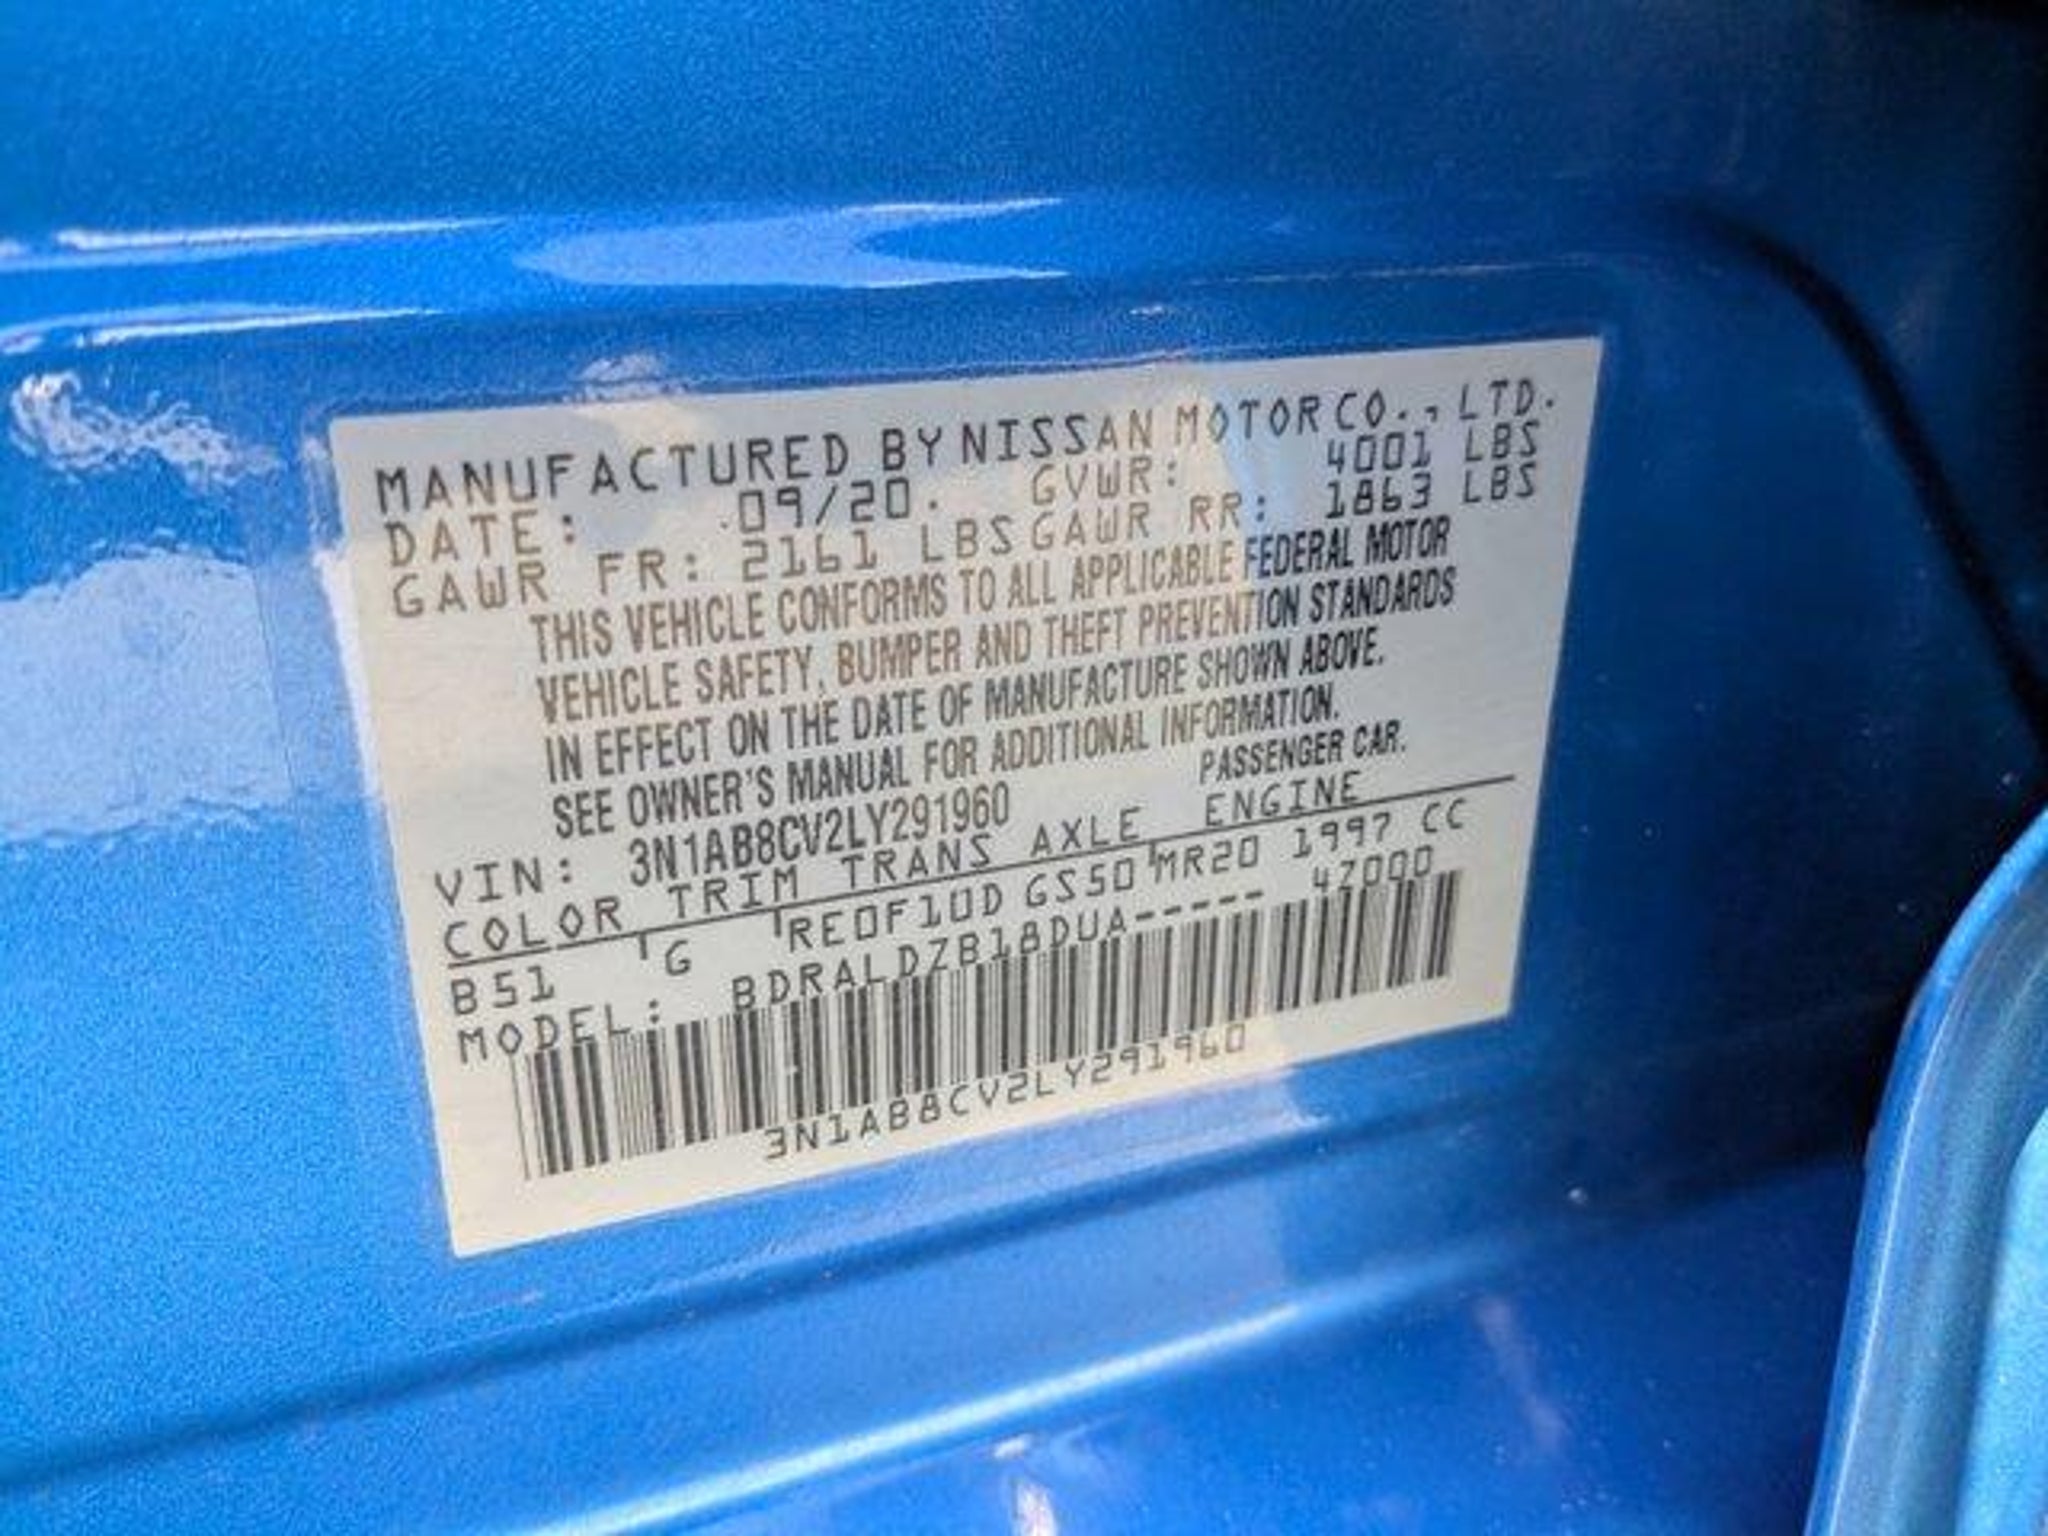 MANUFACTURED BY NISSAN MOTOR CO., LTD.
DATE: 09/20. GVWR: 4001 LBS
GAWR FR: 2161 LBS GAWR RR: 1863 LBS
THIS VEHICLE CONFORMS TO ALL APPLICABLE FEDERAL MOTOR
VEHICLE SAFETY, BUMPER AND THEFT PREVENTION STANDARDS
IN EFFECT ON THE DATE OF MANUFACTURE SHOWN ABOVE.
SEE OWNER'S MANUAL FOR ADDITIONAL INFORMATION.
VIN: 3N1AB8CV2LY291960 PASSENGER CAR.
COLOR TRIM TRANS AXLE ENGINE
B51 G RE0F10D GS50 MR20 1997 CC
MODEL: BDRALDZB18DUA----- 47000
3N1AB8CV2LY291960